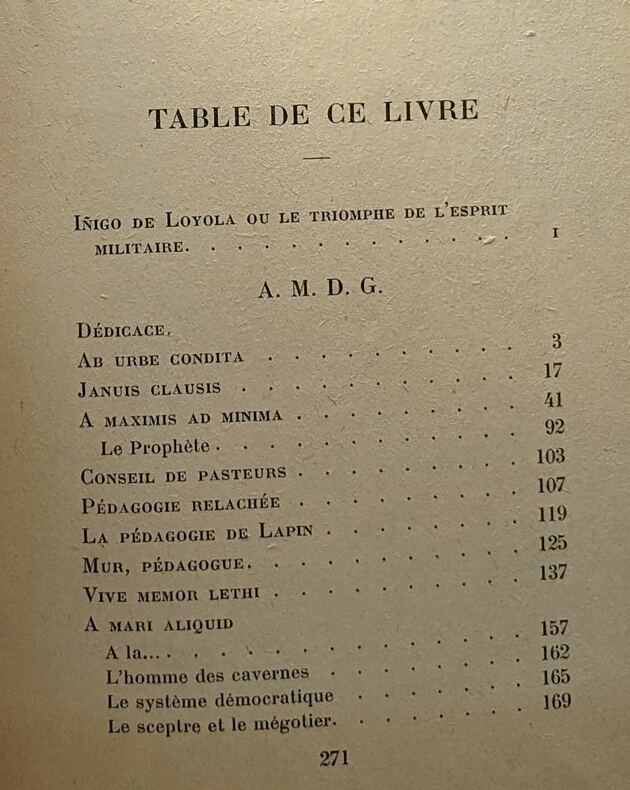 TABLE DE CE LIVRE
IÑIGO DE LOYOLA OU LE TRIOMPHE DE L'ESPRIT
MILITAIRE. . . . . . . . . . . . I
A. M. D. G.
DÉDICACE.
AB URBE CONDITA . . . . . . . . . . 3
JANUIS CLAUSIS . . . . . . . . . . 17
A MAXIMIS AD MINIMA . . . . . . . . . 41
Le Prophète . . . . . . . . . . . 92
CONSEIL DE PASTEURS . . . . . . . . . 103
PÉDAGOGIE RELACHÉE . . . . . . . . . 107
LA PÉDAGOGIE DE LAPIN . . . . . . . . 119
MUR, PÉDAGOGUE. . . . . . . . . . 125
VIVE MEMOR LETHI . . . . . . . . . 137
A MARI ALIQUID
A la... . . . . . . . . . . . . 157
L'homme des cavernes . . . . . . . . 162
Le système démocratique . . . . . . . 165
Le sceptre et le mégotier. . . . . . . . 169
271